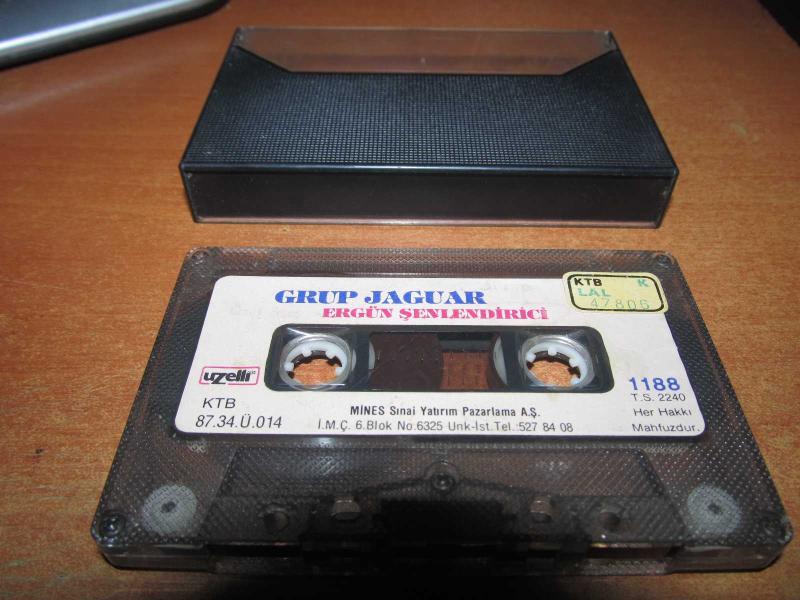 GRUP JAGUAR
ERGÜN ŞENLENDİRİCİ
KTB K
LAL
47806
uzelli
KTB
87.34.Ü.014
MİNES Sınai Yatırım Pazarlama A.Ş.
İ.M.Ç. 6.Blok No:6325 Unk-İst.Tel.:527 84 08
1188
T.S. 2240
Her Hakkı
Mahfuzdur.